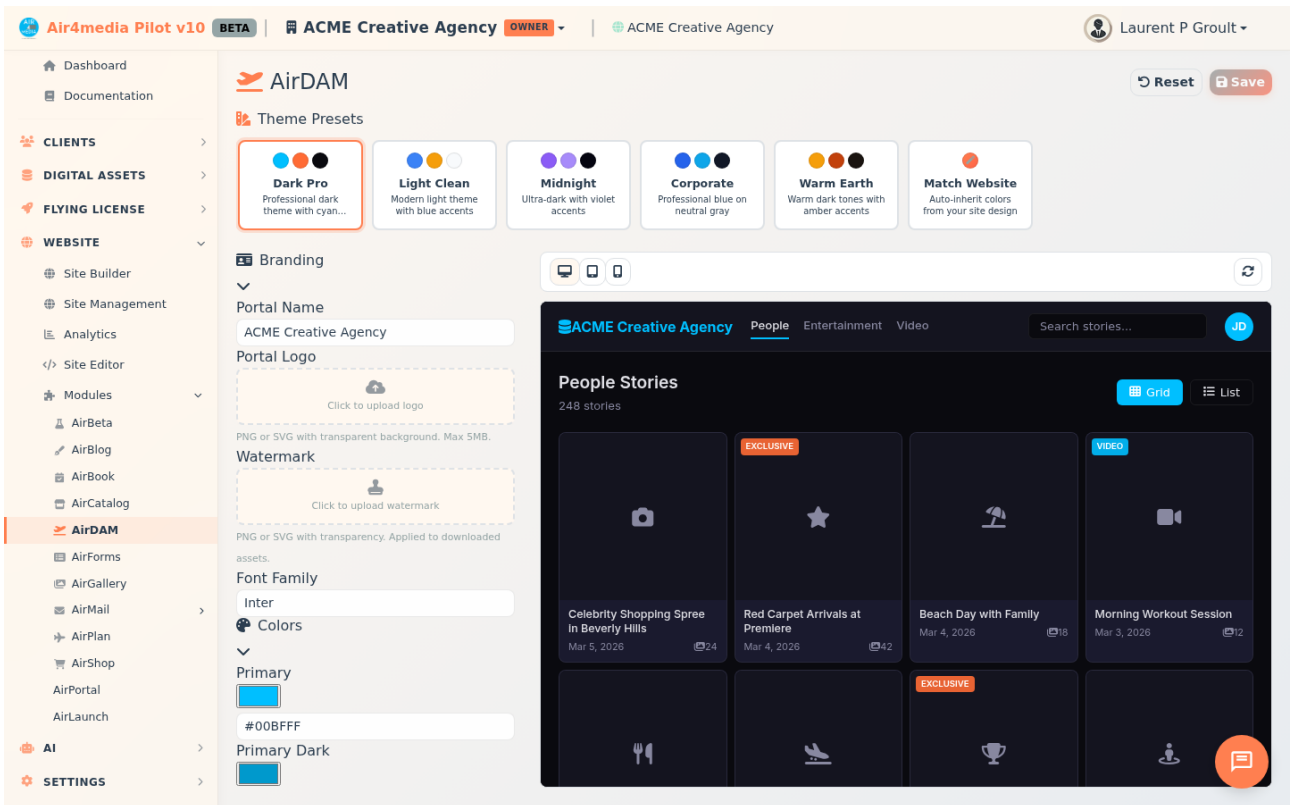 Air4media Pilot v10 BETA ACME Creative Agency OWNER ACME Creative Agency Laurent P Groult
Dashboard
Documentation
CLIENTS
DIGITAL ASSETS
FLYING LICENSE
WEBSITE
Site Builder
Site Management
Analytics
Site Editor
Modules
AirBeta
AirBlog
AirBook
AirCatalog
AirDAM
AirForms
AirGallery
AirMail
AirPlan
AirShop
AirPortal
AirLaunch
AI
SETTINGS
AirDAM
Reset Save
Theme Presets
Dark Pro
Professional dark
theme with cyan...
Light Clean
Modern light theme
with blue accents
Midnight
Ultra-dark with violet
accents
Corporate
Professional blue on
neutral gray
Warm Earth
Warm dark tones with
amber accents
Match Website
Auto-inherit colors
from your site design
Branding
Portal Name
ACME Creative Agency
Portal Logo
Click to upload logo
PNG or SVG with transparent background. Max 5MB.
Watermark
Click to upload watermark
PNG or SVG with transparency. Applied to downloaded
assets.
Font Family
Inter
Colors
Primary
#00BFFF
Primary Dark
ACME Creative Agency People Entertainment Video Search stories... JD
People Stories
248 stories
Grid List
Celebrity Shopping Spree
in Beverly Hills
Mar 5, 2026 24
EXCLUSIVE
Red Carpet Arrivals at
Premiere
Mar 4, 2026 42
Beach Day with Family
Mar 4, 2026 18
VIDEO
Morning Workout Session
Mar 3, 2026 12
EXCLUSIVE